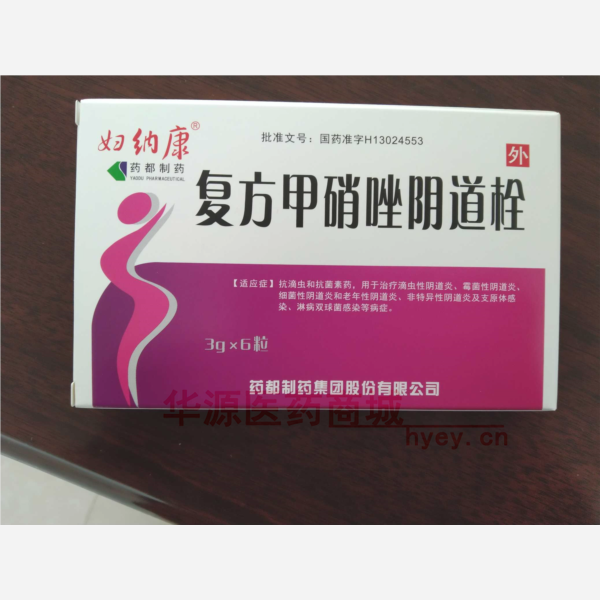 妇纳康®
批准文号：国药准字H13024553
外
药都制药
YAODU PHARMACEUTICAL
复方甲硝唑阴道栓
【适应症】抗滴虫和抗菌素药，用于治疗滴虫性阴道炎、霉菌性阴道炎、
细菌性阴道炎和老年性阴道炎、非特异性阴道炎及支原体感
染、淋病双球菌感染等病症。
3g×6粒
药都制药集团股份有限公司
华源医药商城
hyey.cn